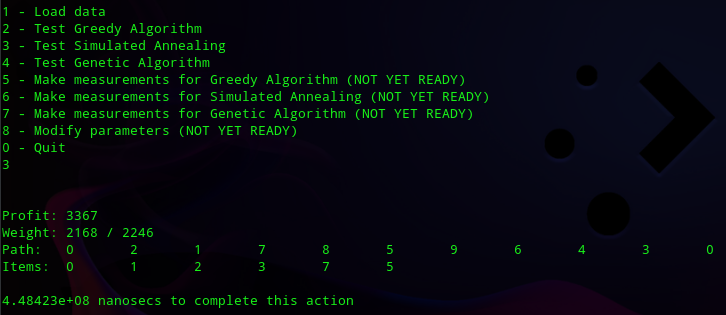 1 - Load data
2 - Test Greedy Algorithm
3 - Test Simulated Annealing
4 - Test Genetic Algorithm
5 - Make measurements for Greedy Algorithm (NOT YET READY)
6 - Make measurements for Simulated Annealing (NOT YET READY)
7 - Make measurements for Genetic Algorithm (NOT YET READY)
8 - Modify parameters (NOT YET READY)
0 - Quit
3
Profit: 3367
Weight: 2168 / 2246
Path: 0 2 1 7 8 5 9 6 4 3 0
Items: 0 1 2 3 7 5
4.48423e+08 nanosecs to complete this action